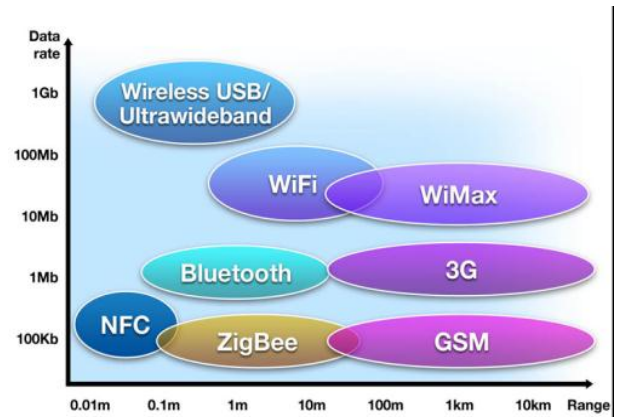 Data
rate
1Gb
Wireless USB/
Ultrawideband
100Mb
WiFi
WiMax
10Mb
1Mb
Bluetooth
3G
NFC
100Kb
ZigBee
GSM
0.01m 0.1m 1m 10m 100m 1km 10km Range